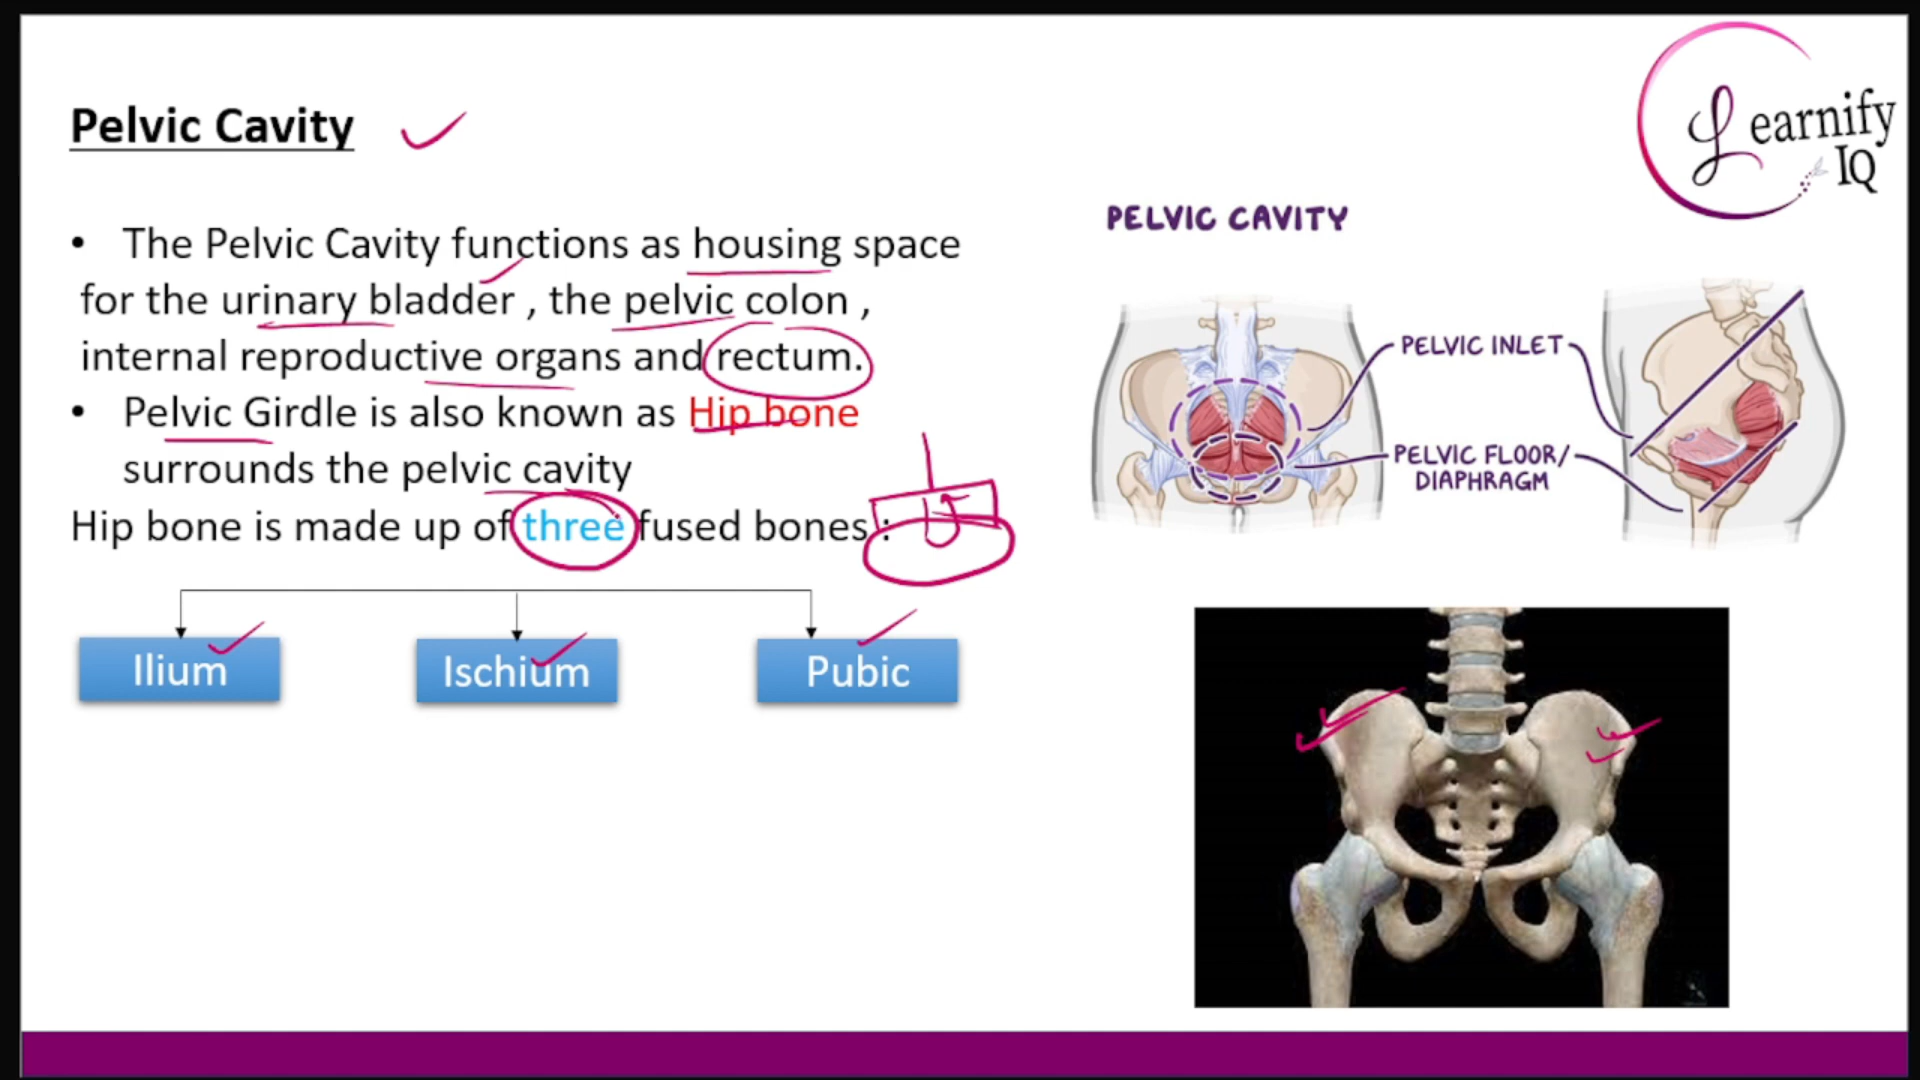 Pelvic Cavity
• The Pelvic Cavity functions as housing space
for the urinary bladder , the pelvic colon ,
internal reproductive organs and rectum.
• Pelvic Girdle is also known as Hip bone
surrounds the pelvic cavity
Hip bone is made up of three fused bones :
Ilium
Ischium
Pubic
Learnify
IQ
PELVIC CAVITY
PELVIC INLET
PELVIC FLOOR/
DIAPHRAGM